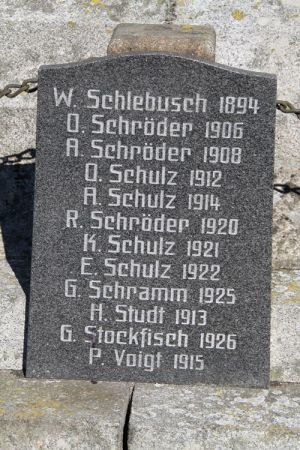 W. Schlebusch 1894
O. Schröder 1906
A. Schröder 1908
O. Schulz 1912
A. Schulz 1914
R. Schröder 1920
K. Schulz 1921
E. Schulz 1922
G. Schramm 1925
H. Studt 1913
G. Stockfisch 1926
P. Voigt 1915